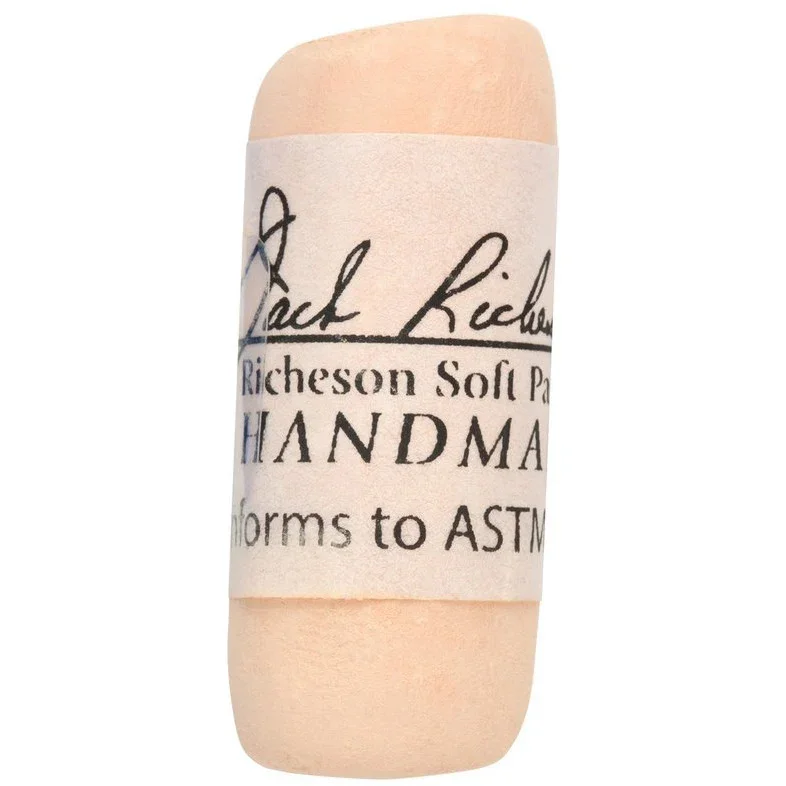 Jack Riches
Richeson Soft Pa
HANDMA
nforms to ASTM